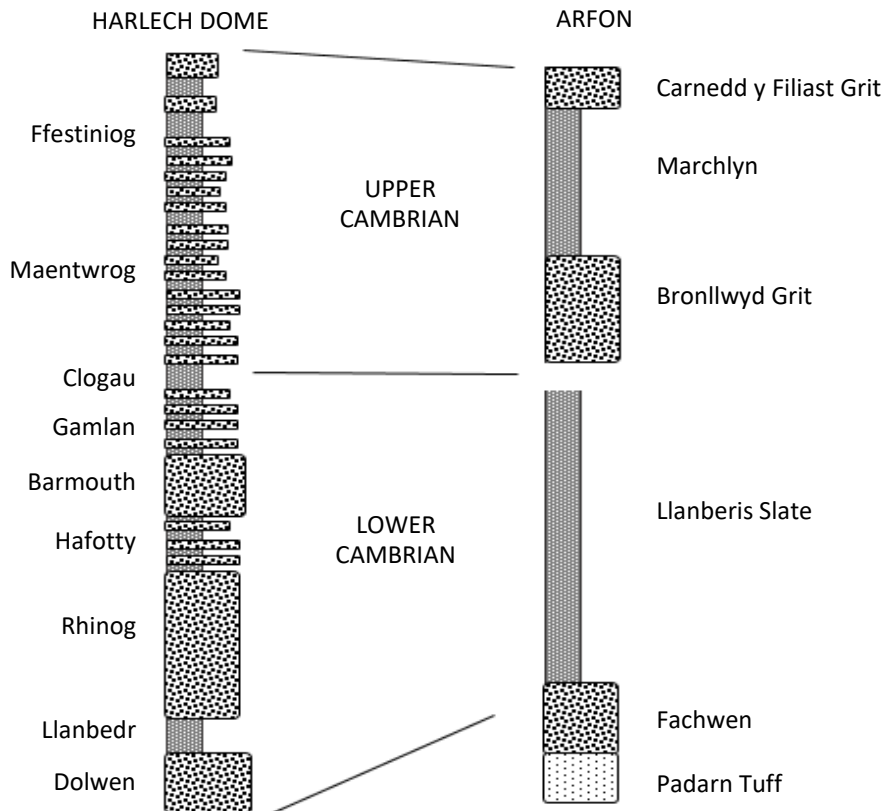 HARLECH DOME
ARFON
Ffestiniog
Maentwrog
Clogau
Gamlan
Barmouth
Hafotty
Rhinog
Llanbedr
Dolwen
UPPER
CAMBRIAN
LOWER
CAMBRIAN
Carnedd y Filiast Grit
Marchlyn
Bronllwyd Grit
Llanberis Slate
Fachwen
Padarn Tuff